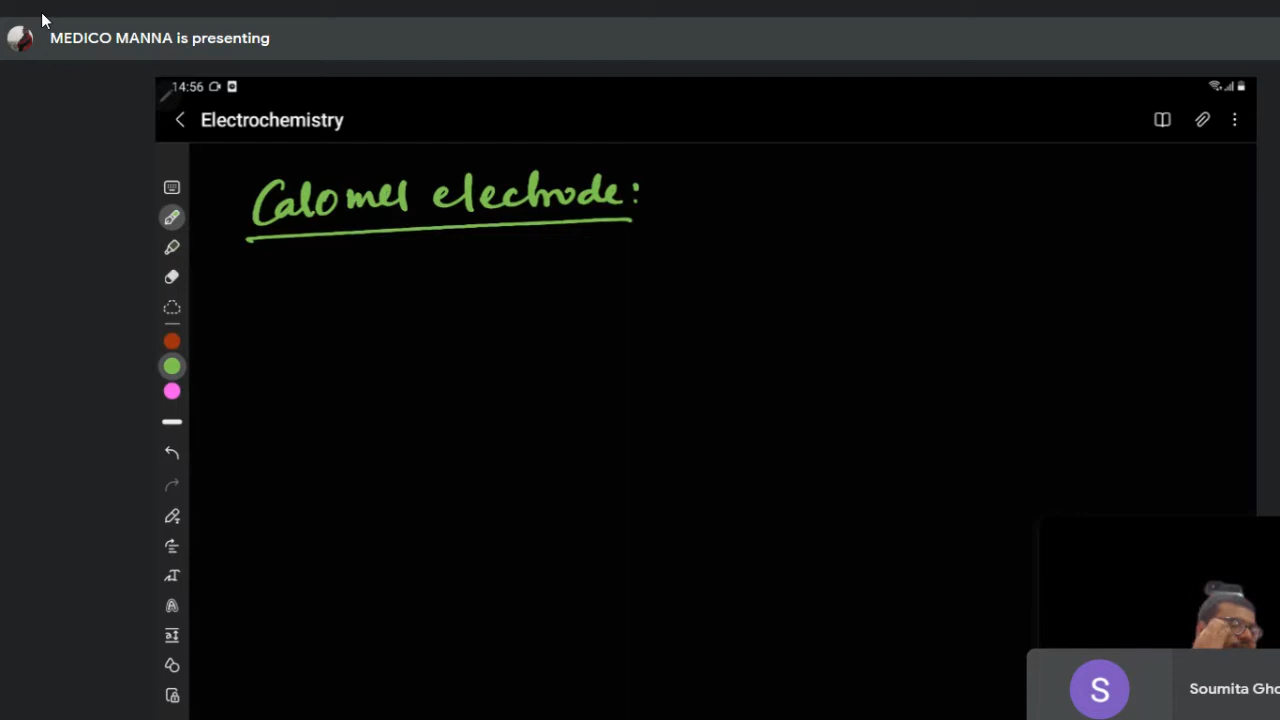 MEDICO MANNA is presenting
14:56
Electrochemistry
Calomel electrode:
S
Soumita Gho